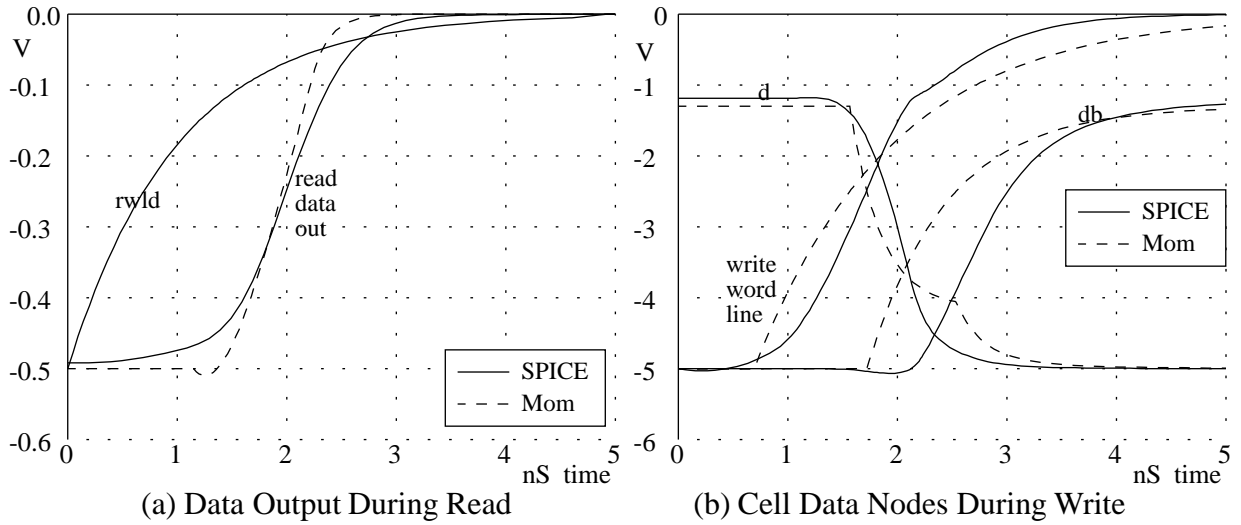 0.0
V
-0.1
-0.2
-0.3
-0.4
-0.5
-0.6
rwld
read
data
out
SPICE
Mom
0 1 2 3 4 5
nS time
(a) Data Output During Read
0
V
-1
-2
-3
-4
-5
-6
d
db
write
word
line
SPICE
Mom
0 1 2 3 4 5
nS time
(b) Cell Data Nodes During Write